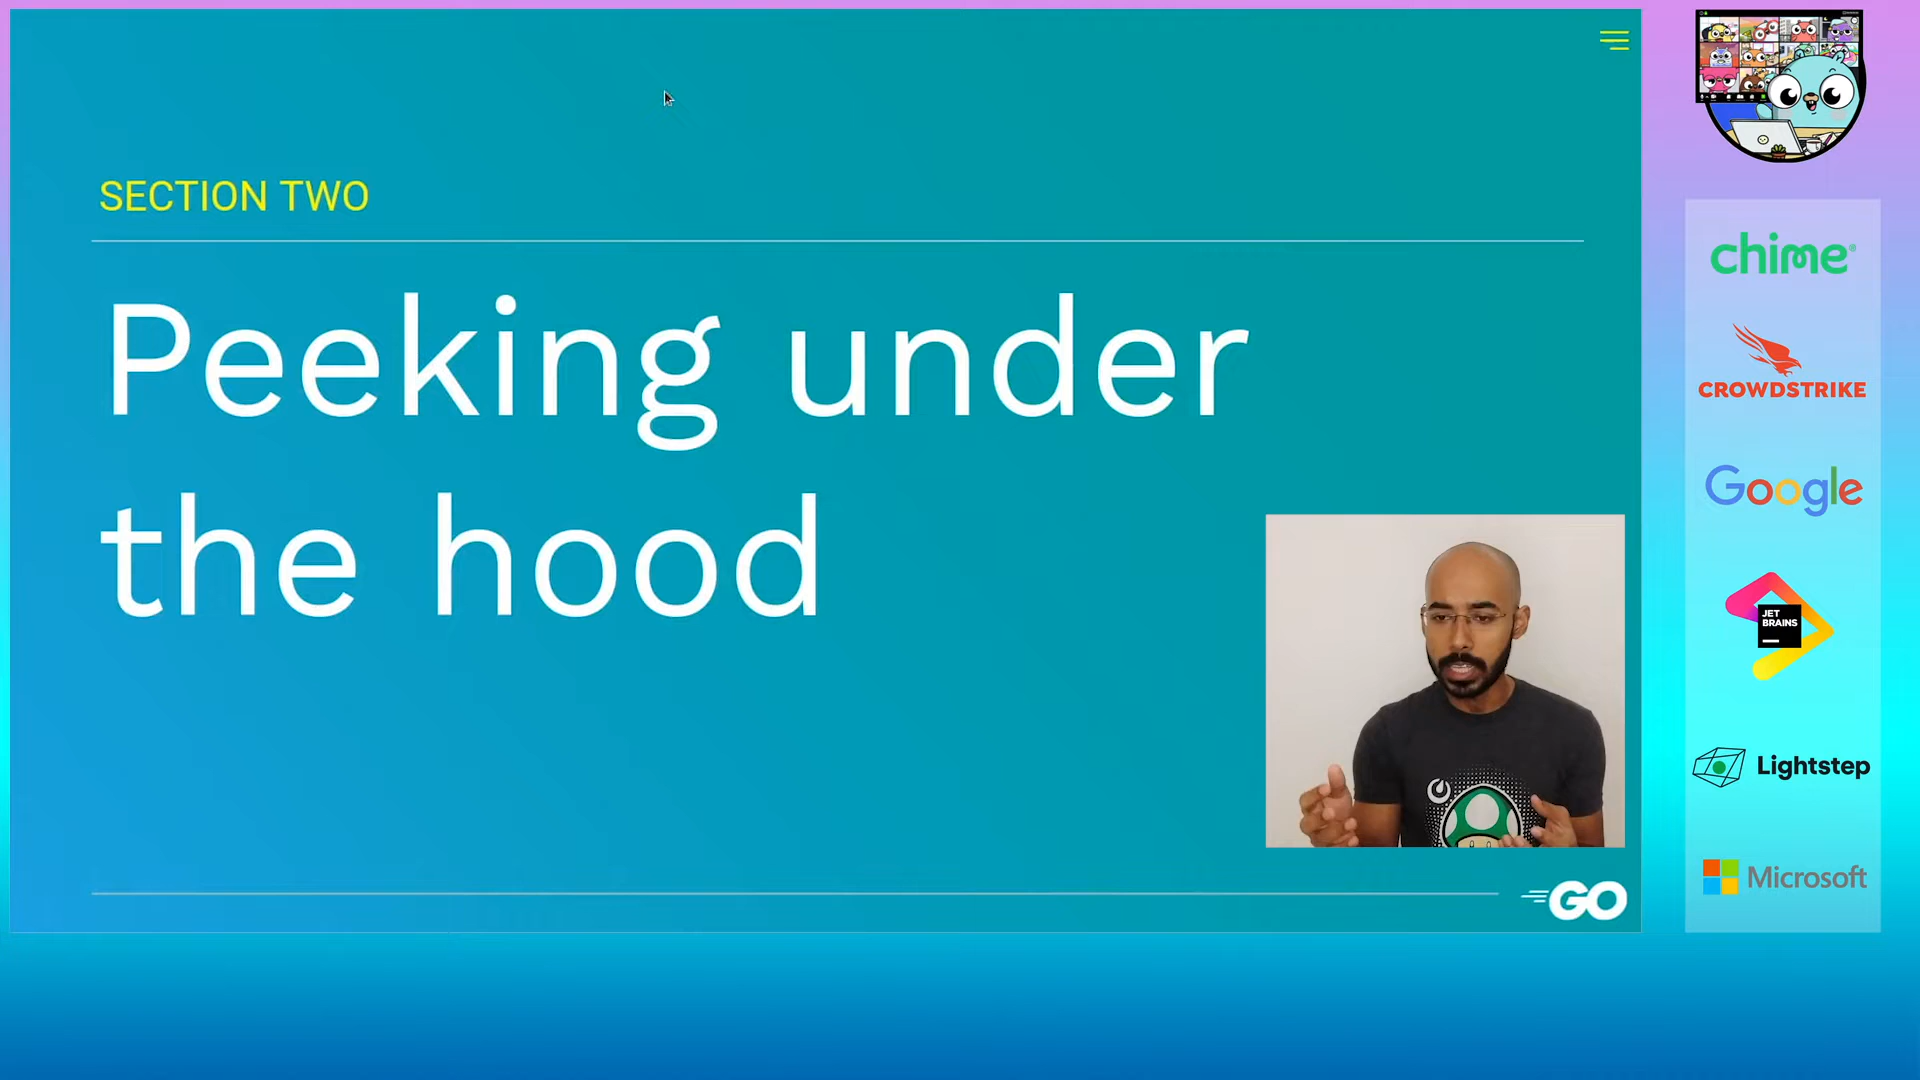 SECTION TWO
Peeking under
the hood
GO
chime
CROWDSTRIKE
Google
JET
BRAINS
Lightstep
Microsoft